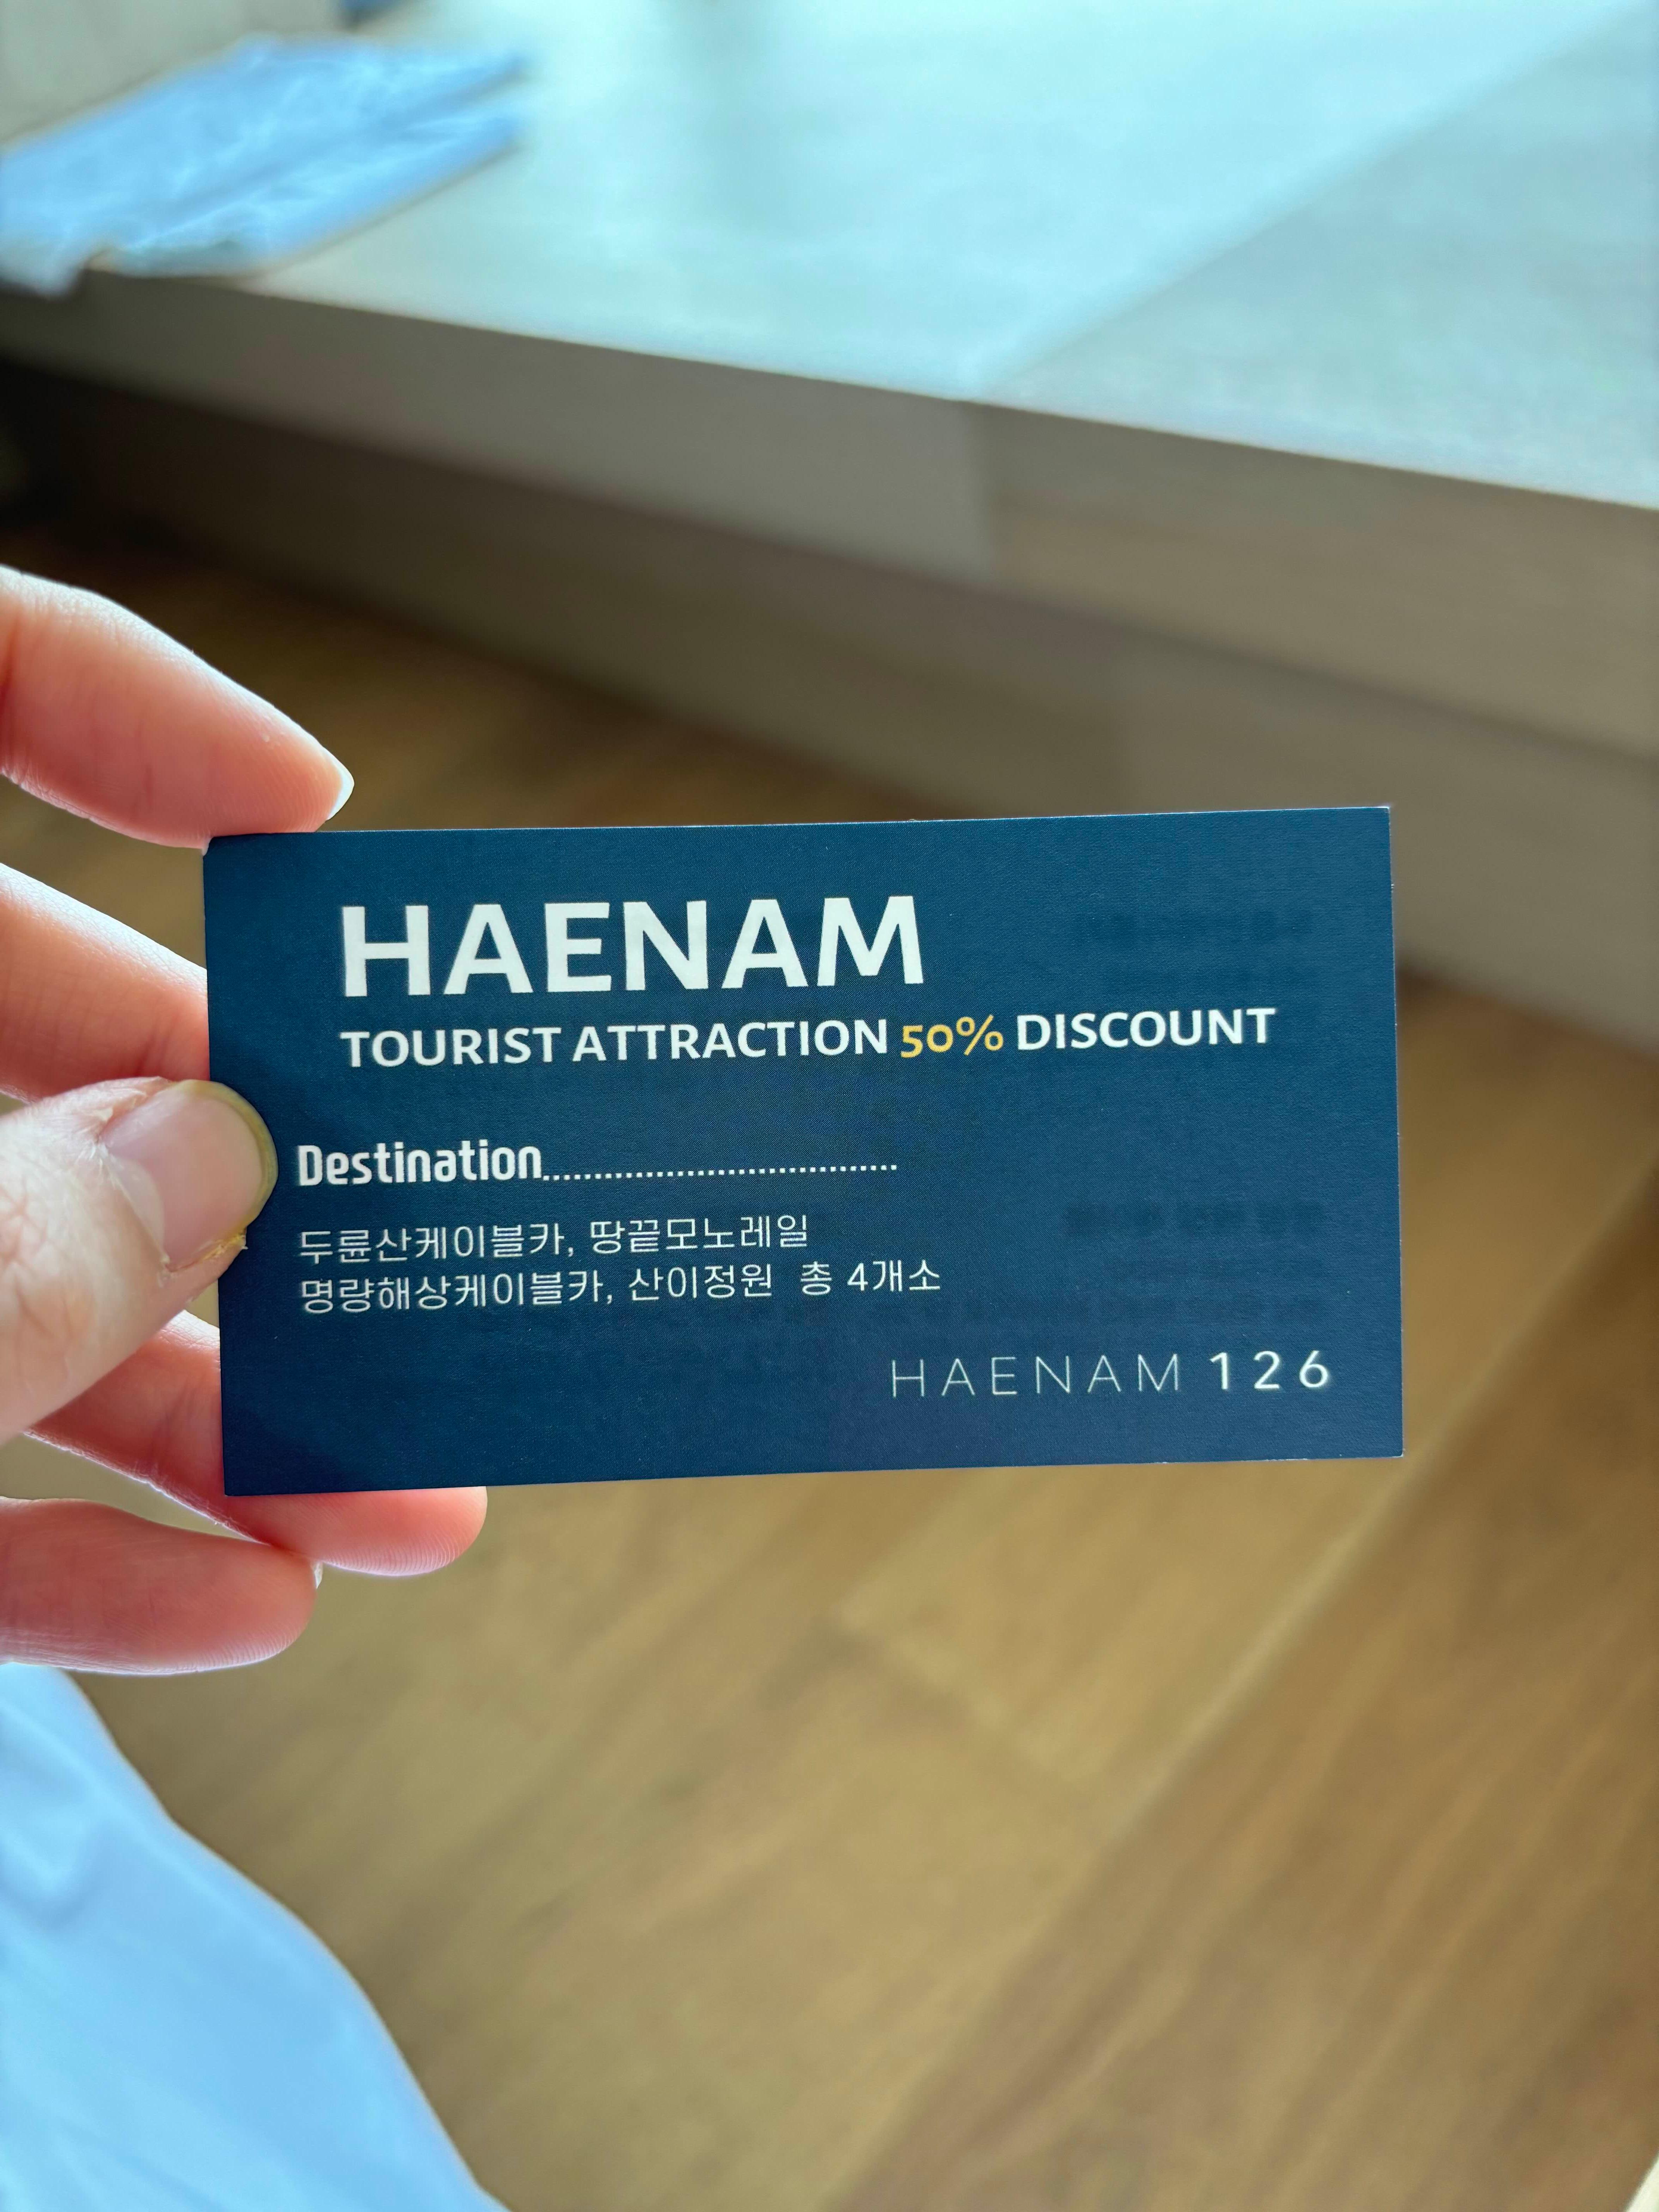 HAENAM
TOURIST ATTRACTION 50% DISCOUNT
Destination..................................
두륜산케이블카, 땅끝모노레일
명량해상케이블카, 산이정원 총 4개소
HAENAM 126